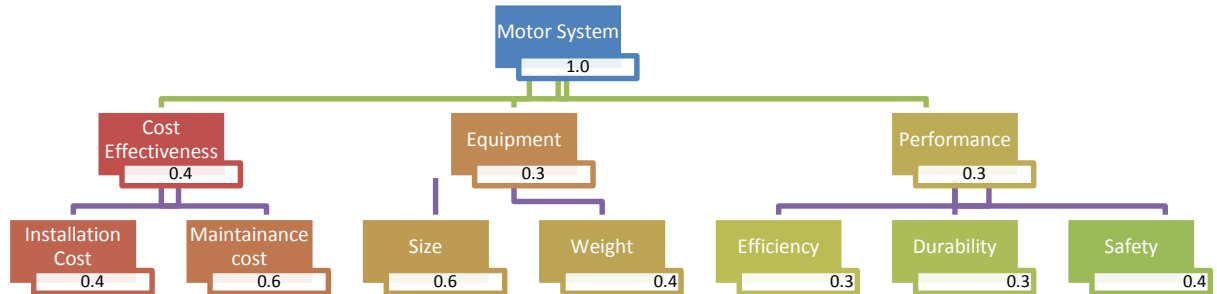 Motor System
1.0
Cost
Effectiveness
0.4
Equipment
0.3
Performance
0.3
Installation
Cost
0.4
Maintainance
cost
0.6
Size
0.6
Weight
0.4
Efficiency
0.3
Durability
0.3
Safety
0.4